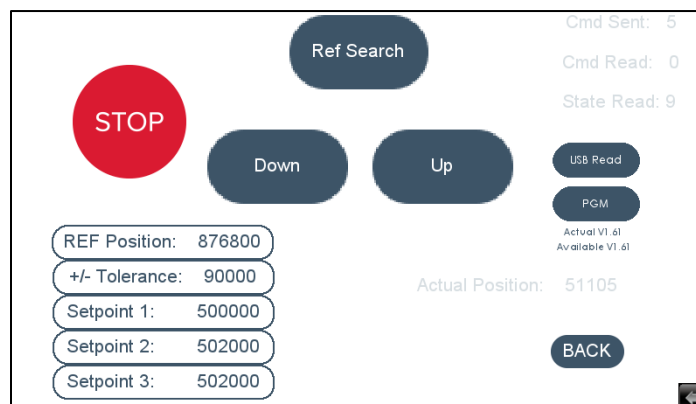 Cmd Sent: 5
Ref Search
Cmd Read: 0
State Read: 9
STOP
Down
Up
USB Read
PGM
Actual V1.61
Available V1.61
REF Position: 876800
+/- Tolerance: 90000
Actual Position: 51105
Setpoint 1: 500000
Setpoint 2: 502000
BACK
Setpoint 3: 502000